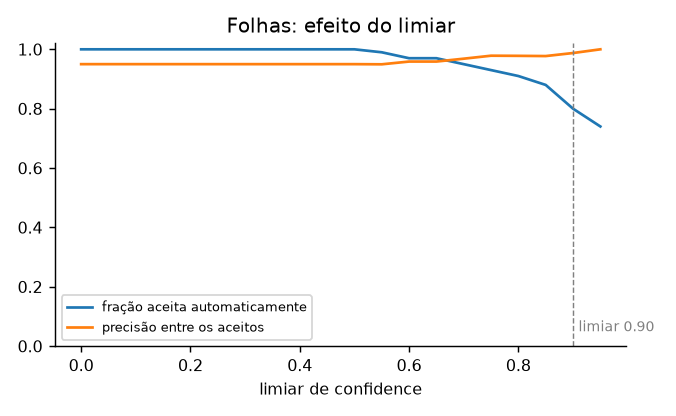 Folhas: efeito do limiar
1.0
0.8
0.6
0.4
0.2
0.0
fração aceita automaticamente
precisão entre os aceitos
limiar 0.90
0.0 0.2 0.4 0.6 0.8
limiar de confidence